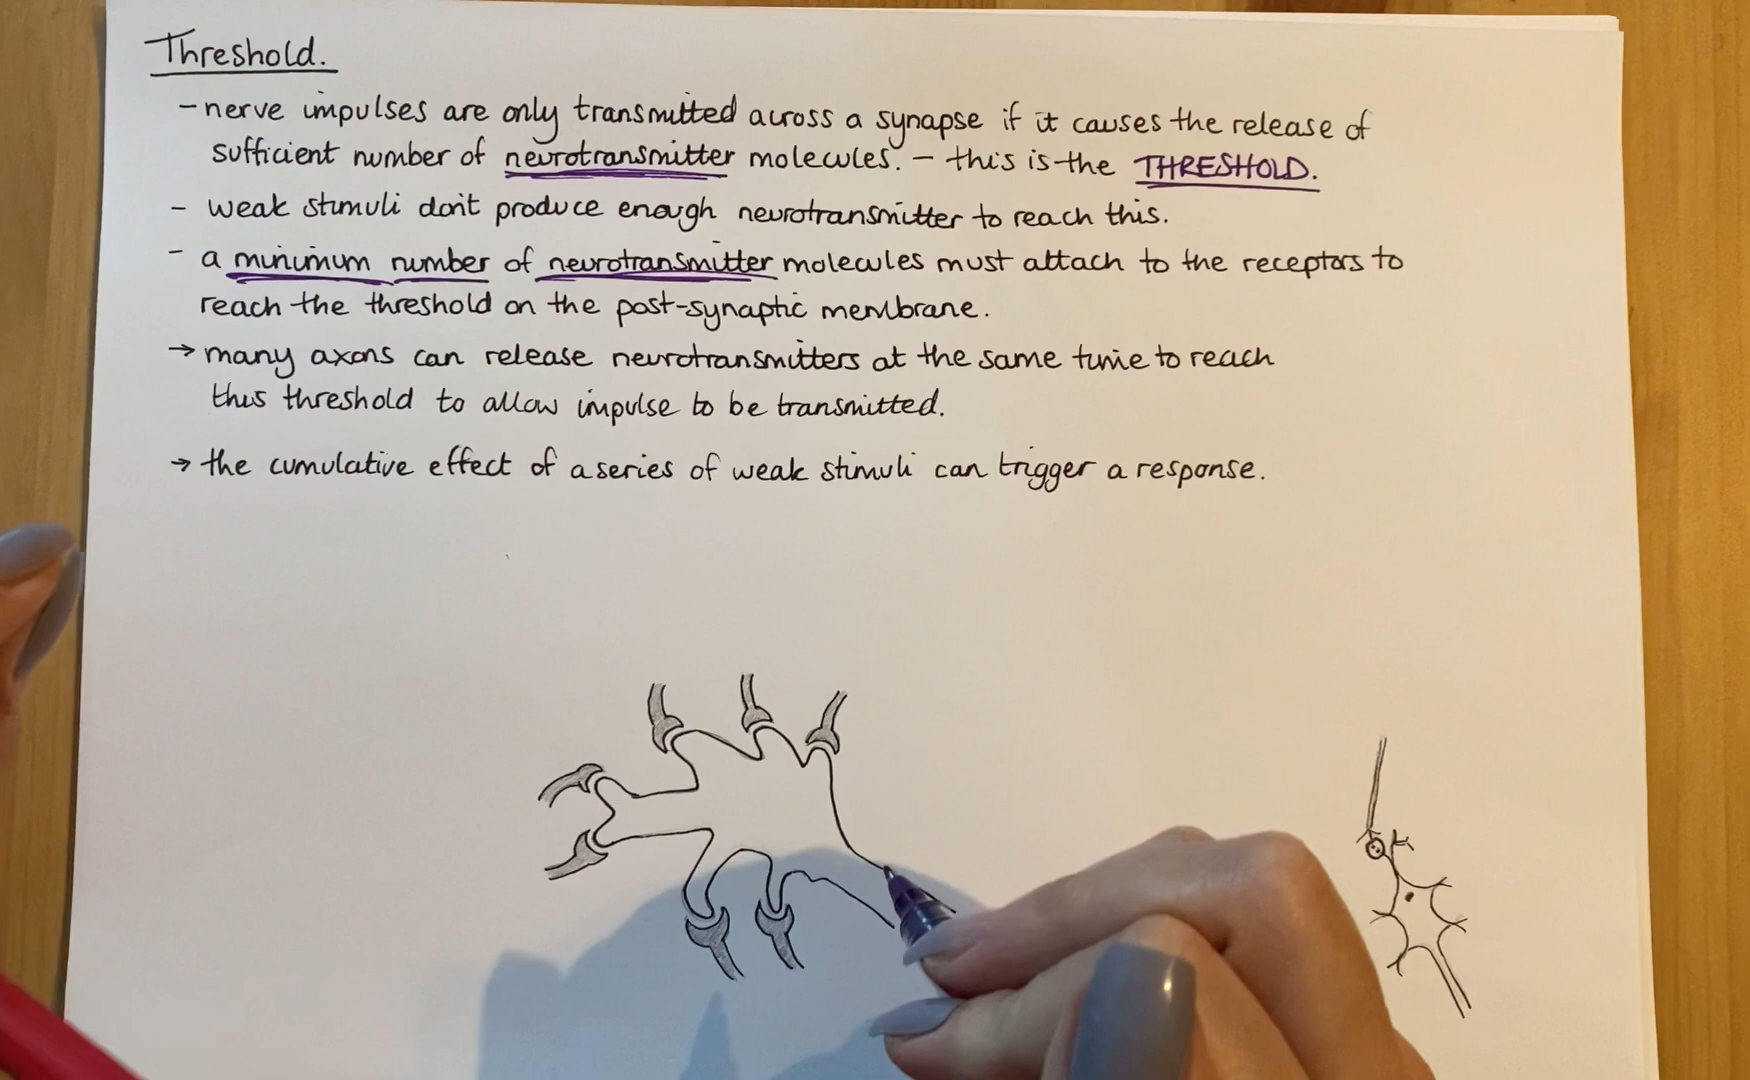 Threshold.
- nerve impulses are only transmitted across a synapse if it causes the release of
sufficient number of neurotransmitter molecules. - this is the THRESHOLD.
- weak stimuli don't produce enough neurotransmitter to reach this.
- a minimum number of neurotransmitter molecules must attach to the receptors to
reach the threshold on the post-synaptic membrane.
→ many axons can release neurotransmitters at the same time to reach
this threshold to allow impulse to be transmitted.
→ the cumulative effect of a series of weak stimuli can trigger a response.